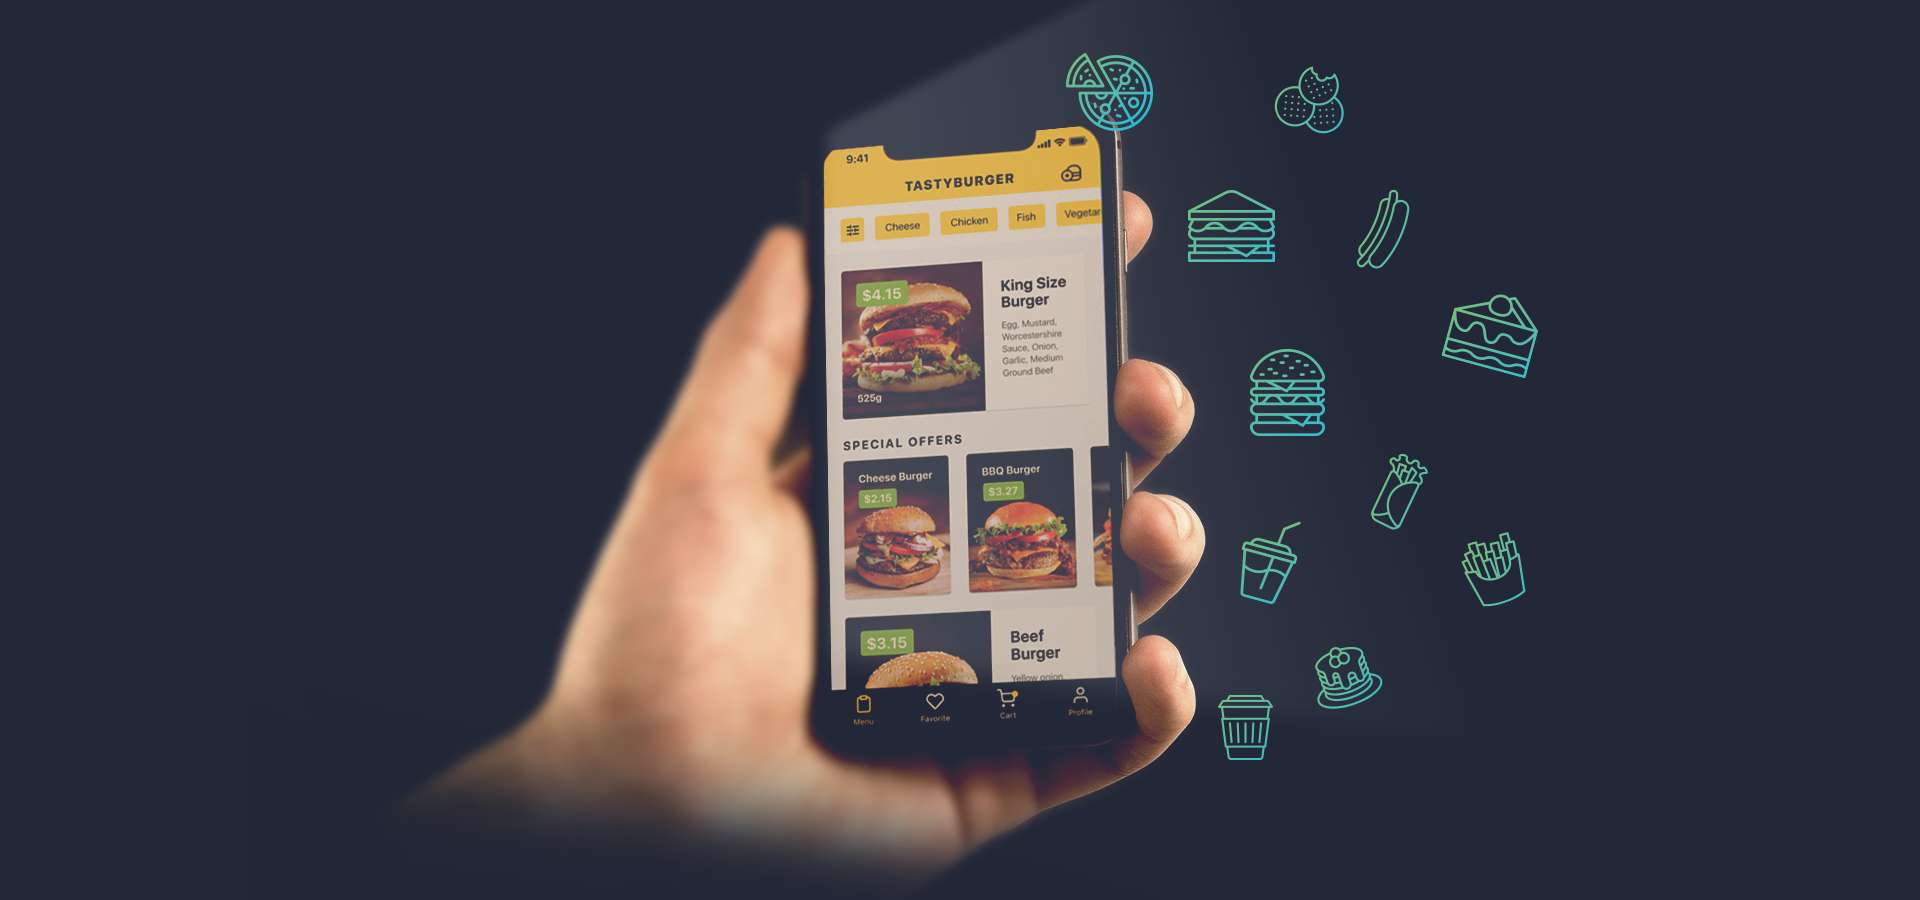 9:41
TASTYBURGER
Cheese
Chicken
Fish
Vegetar
$4.15
King Size
Burger
Egg, Mustard,
Worcestershire
Sauce, Onion,
Garlic, Medium
Ground Beef
525g
SPECIAL OFFERS
Cheese Burger
$2.15
BBQ Burger
$3.27
$3.15
Beef
Burger
Yellow onion
Menu
Favorite
Cart
Profile